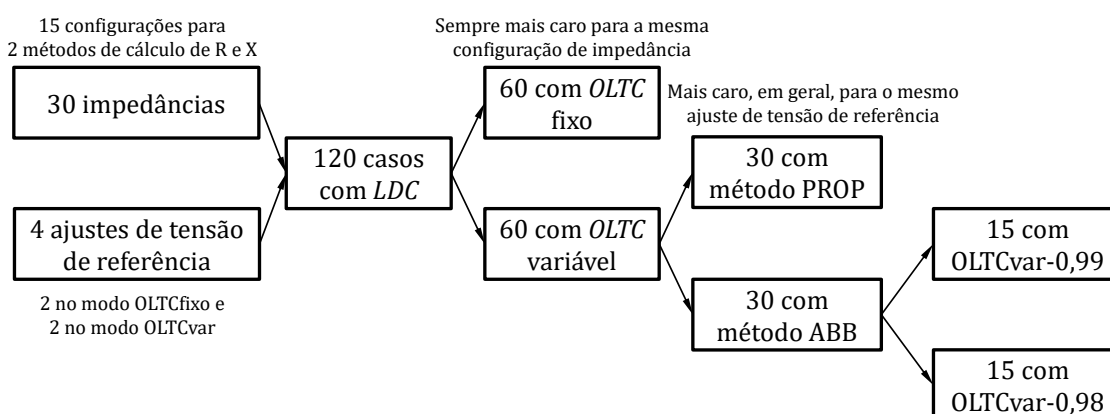 15 configurações para
2 métodos de cálculo de R e X
30 impedâncias
4 ajustes de tensão
de referência
2 no modo OLTCfixo e
2 no modo OLTCvar
120 casos
com LDC
Sempre mais caro para a mesma
configuração de impedância
60 com OLTC
fixo
60 com OLTC
variável
Mais caro, em geral, para o mesmo
ajuste de tensão de referência
30 com
método PROP
30 com
método ABB
15 com
OLTCvar-0,99
15 com
OLTCvar-0,98